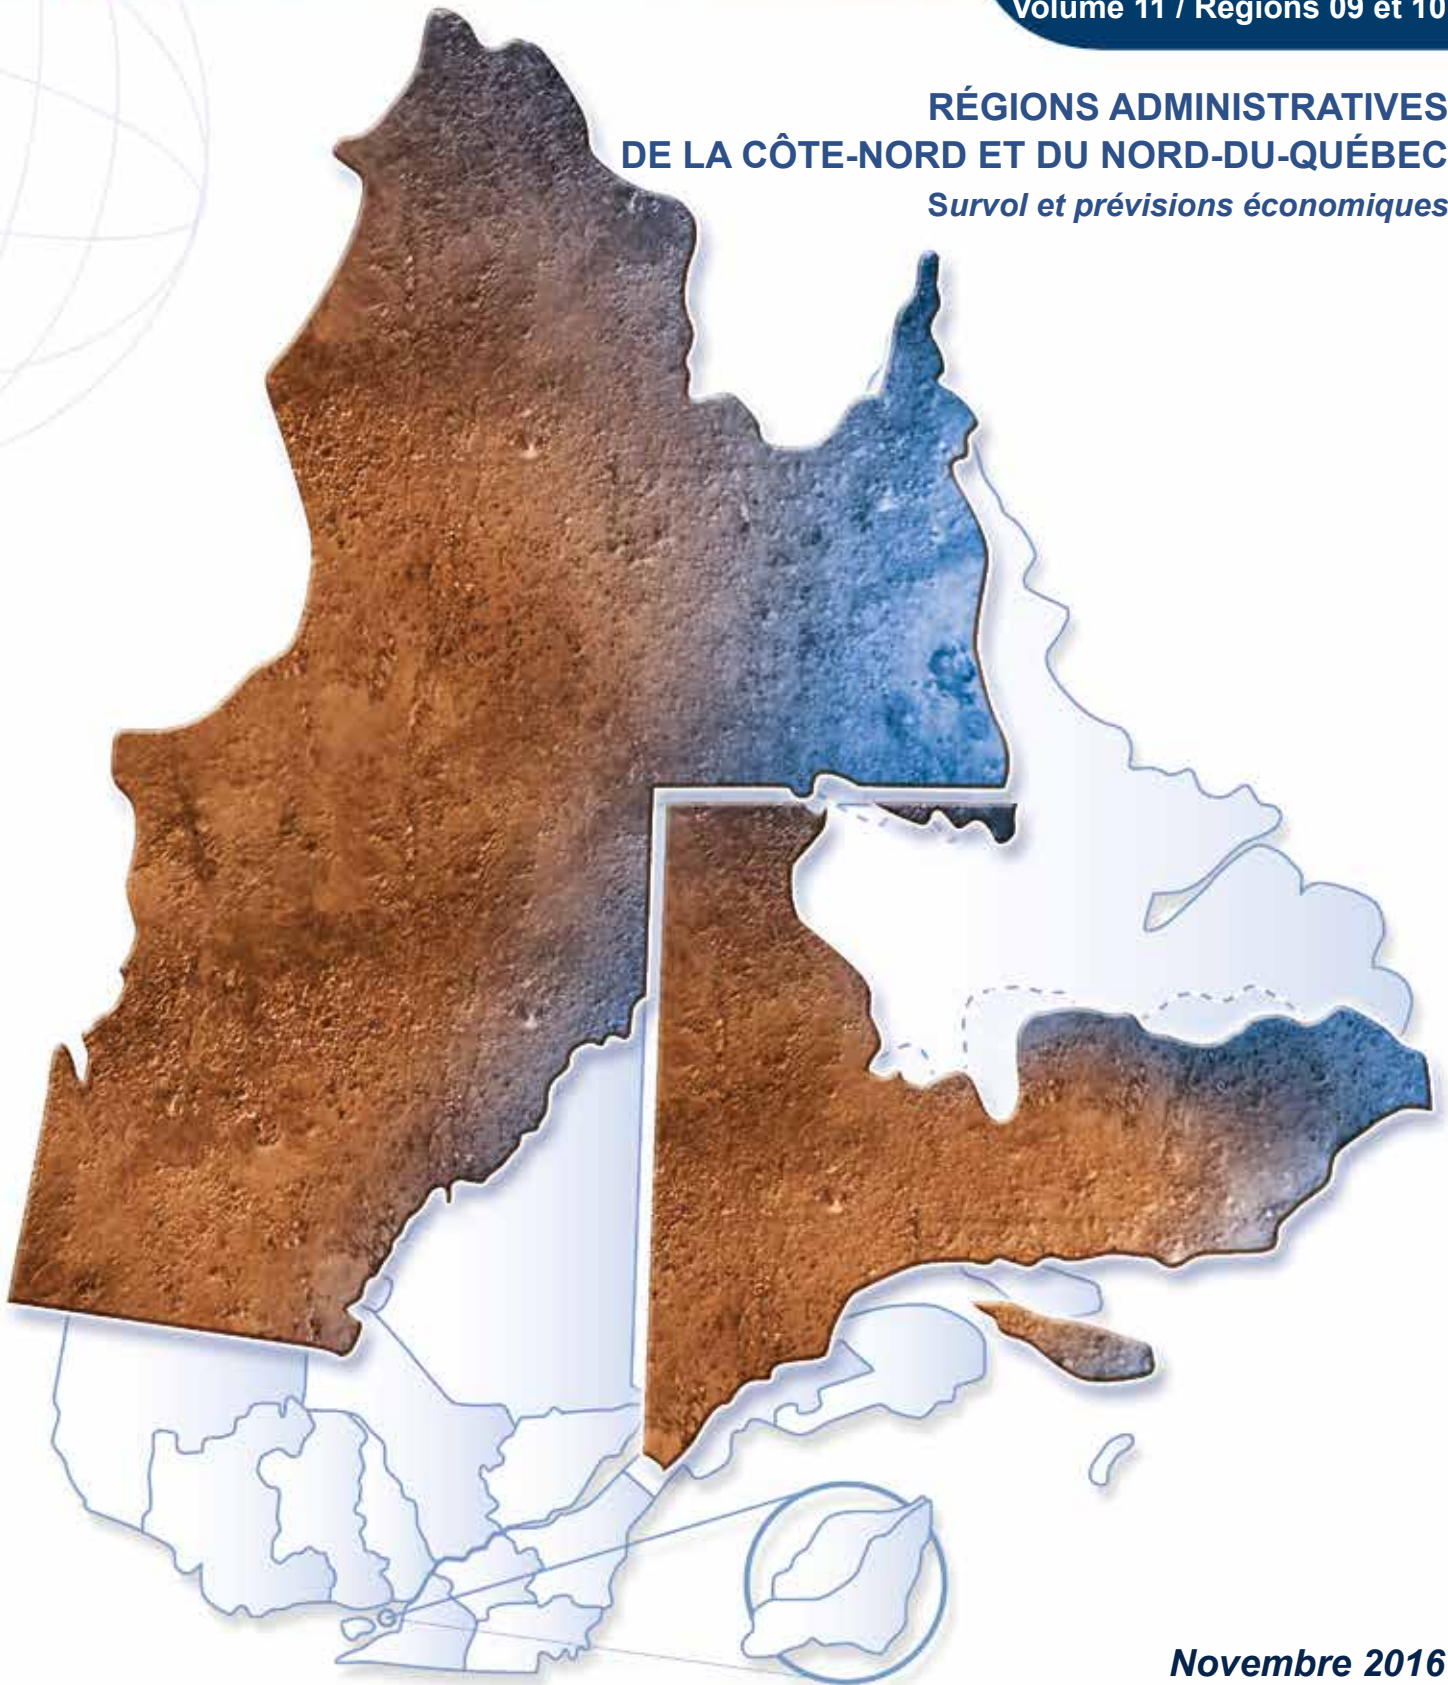 Volume 11 / Régions 09 et 10
RÉGIONS ADMINISTRATIVES
DE LA CÔTE-NORD ET DU NORD-DU-QUÉBEC
Survol et prévisions économiques
Novembre 2016